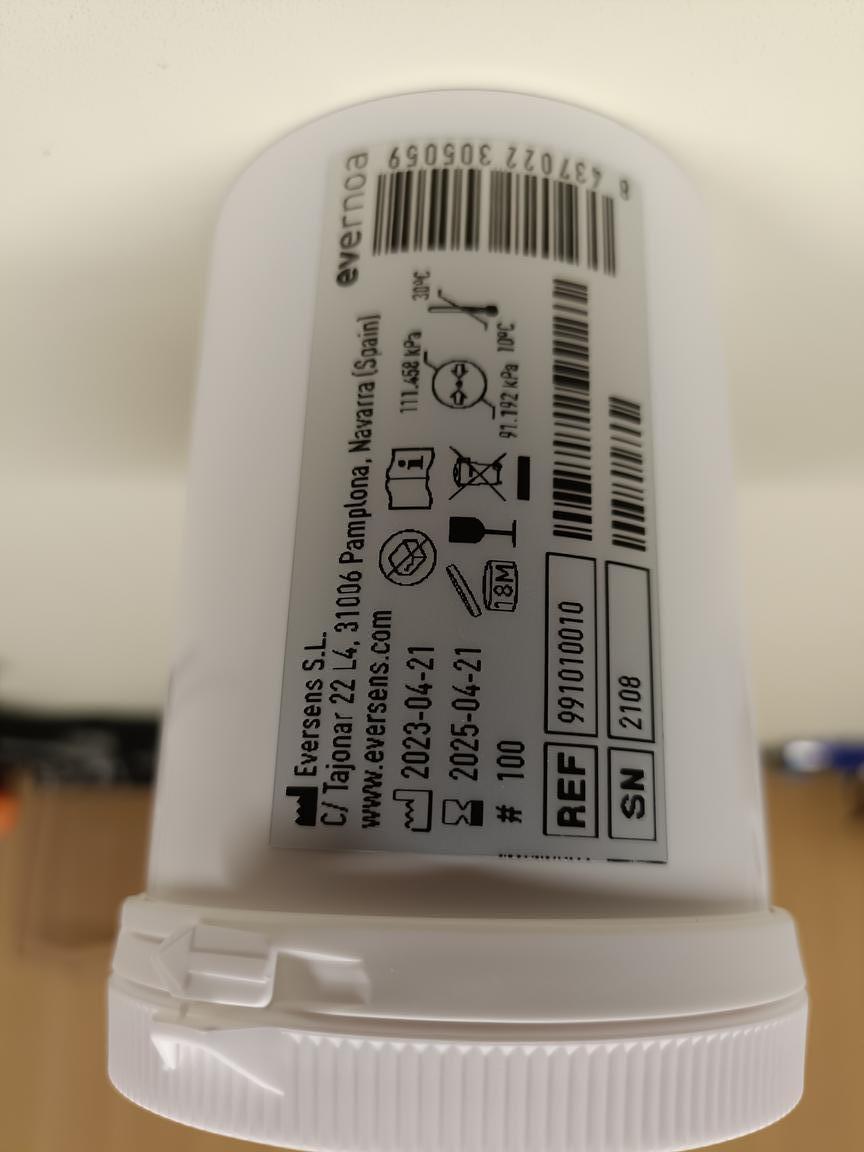 Eversens S.L.
C/ Tajonar 22 L4, 31006 Pamplona, Navarra (Spain)
www.eversens.com
evernoa
2023-04-21
2025-04-21
# 100
18M
111.458 kPa
91.192 kPa
30ºC
10ºC
REF 991010010
SN 2108
8 437022 305059